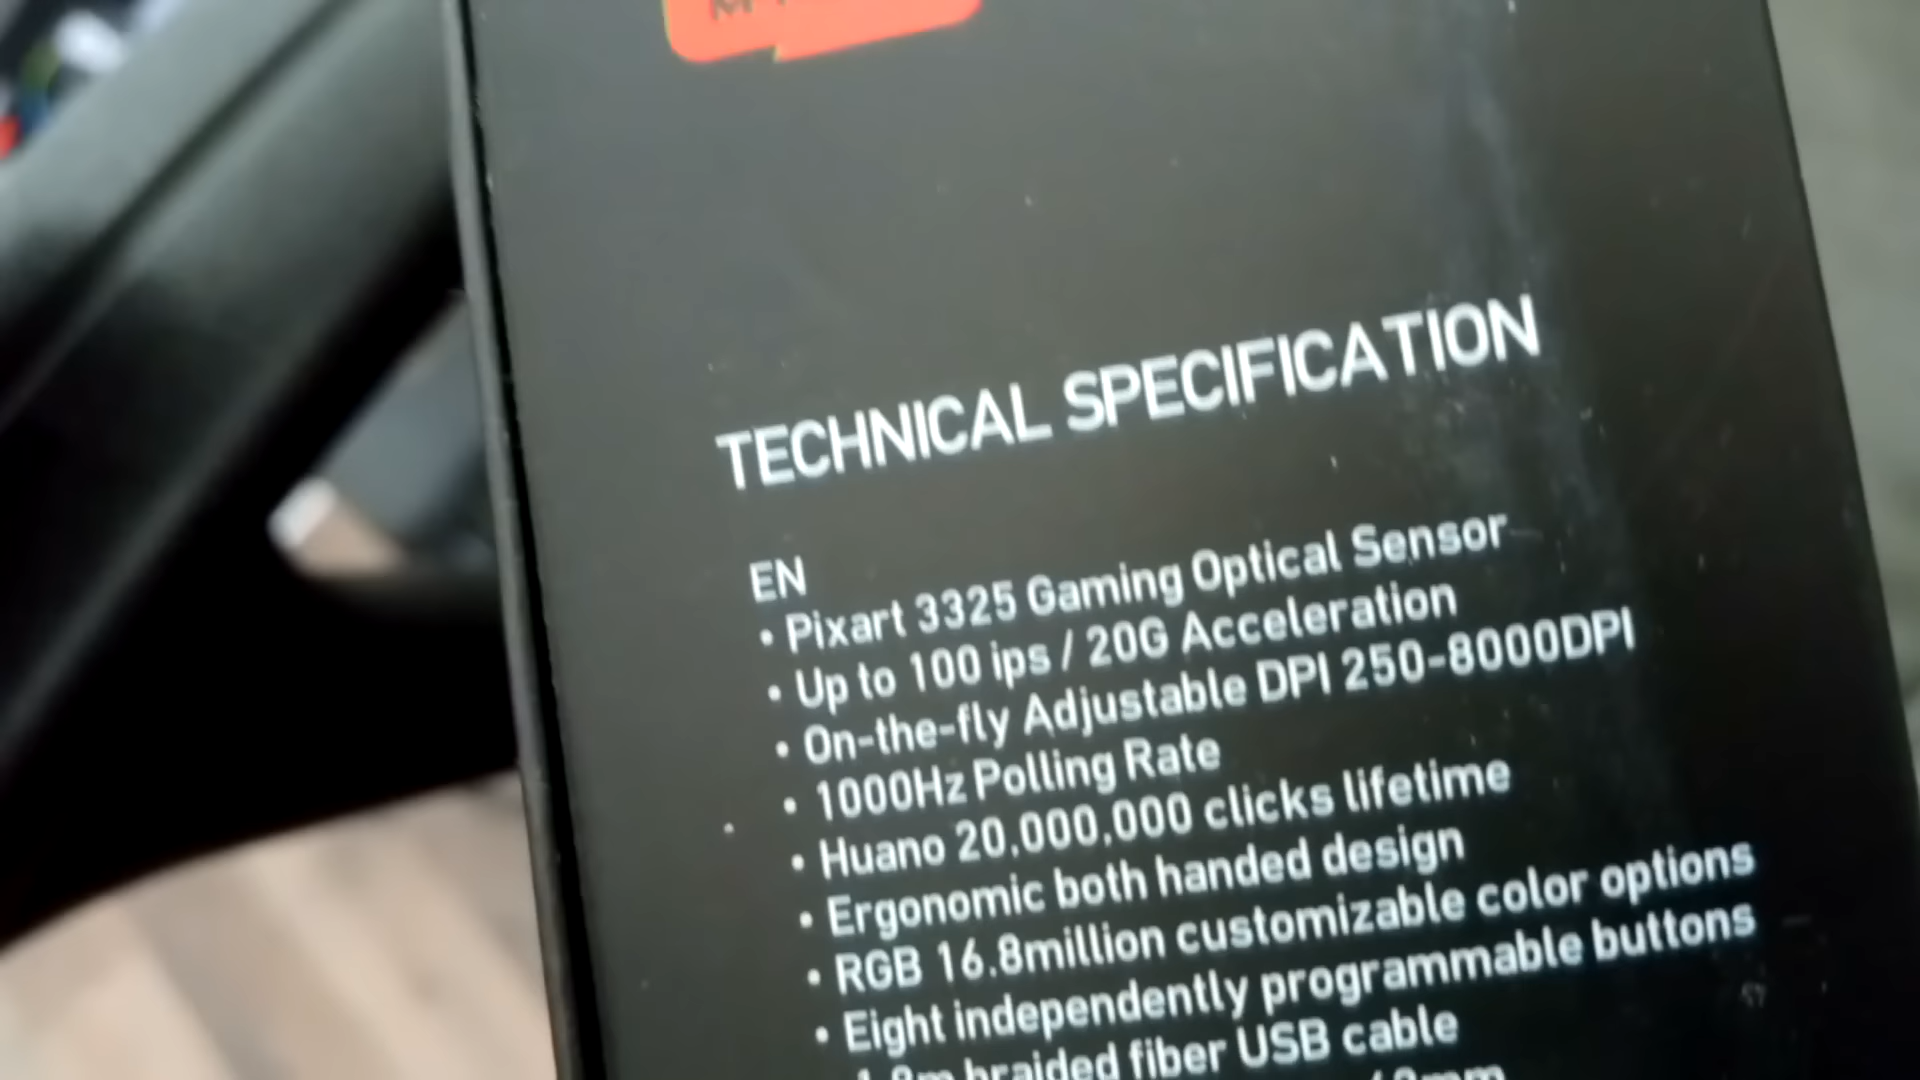 TECHNICAL SPECIFICATION
EN
• Pixart 3325 Gaming Optical Sensor
• Up to 100 ips / 20G Acceleration
• On-the-fly Adjustable DPI 250-8000DPI
• 1000Hz Polling Rate
• Huano 20.000.000 clicks lifetime
• Ergonomic both handed design
• RGB 16.8million customizable color options
• Eight independently programmable buttons
braided fiber USB cable